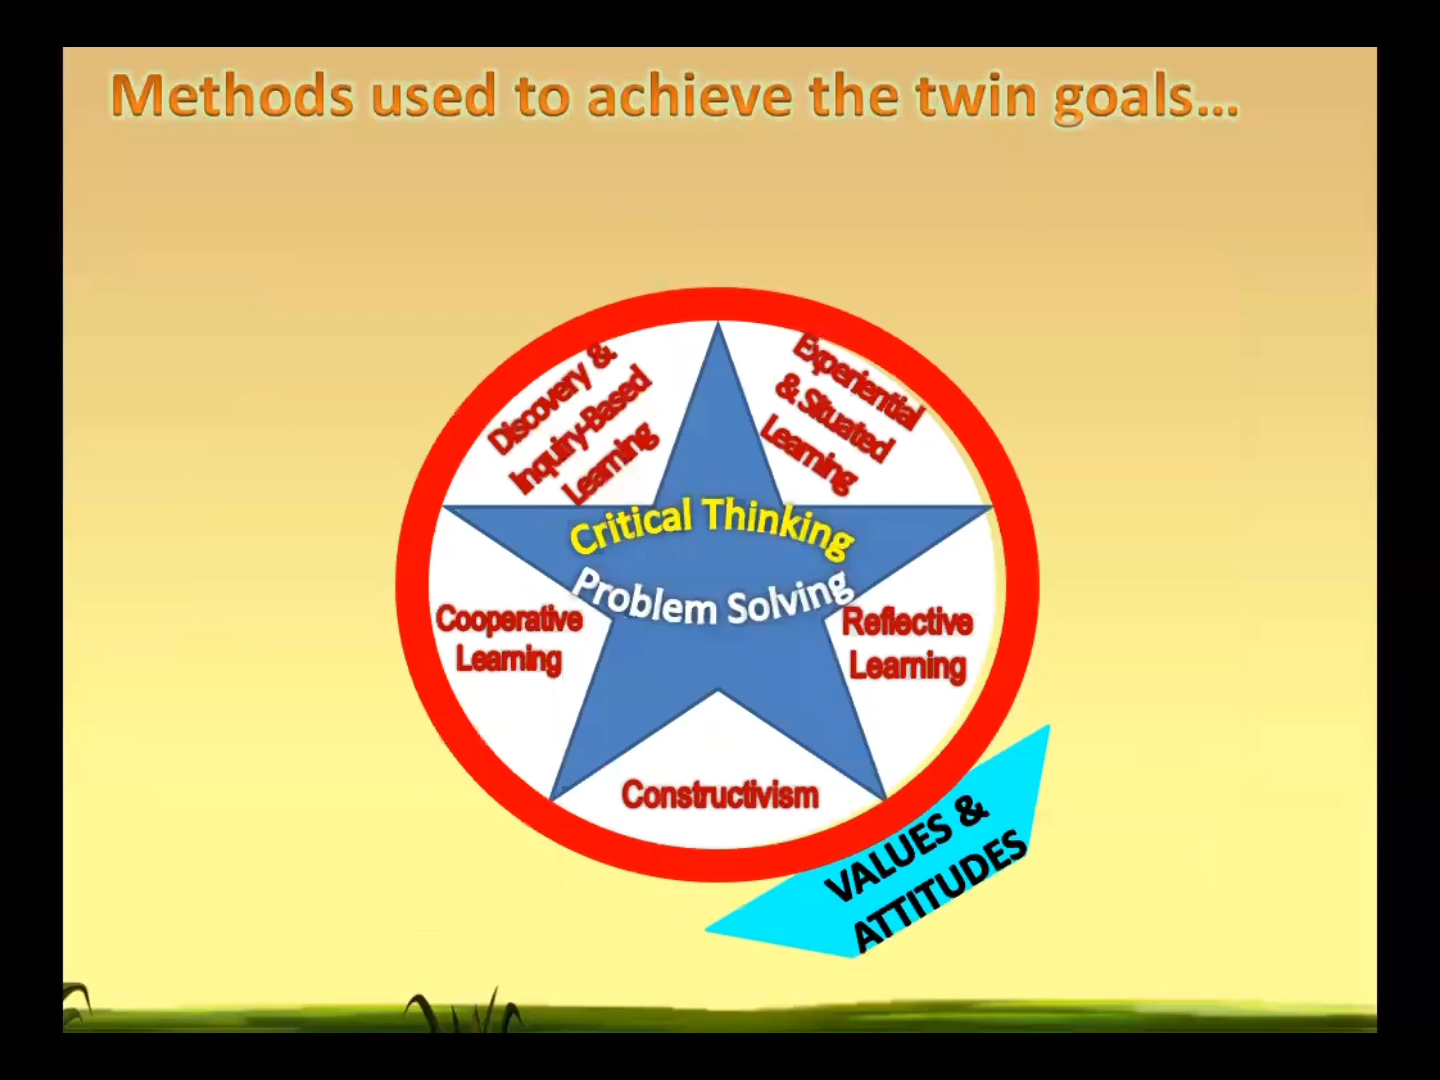 Methods used to achieve the twin goals...
Discovery &
Inquiry-Based
Learning
Experiential
& Situated
Learning
Critical Thinking
Problem Solving
Cooperative
Learning
Reflective
Learning
Constructivism
VALUES &
ATTITUDES